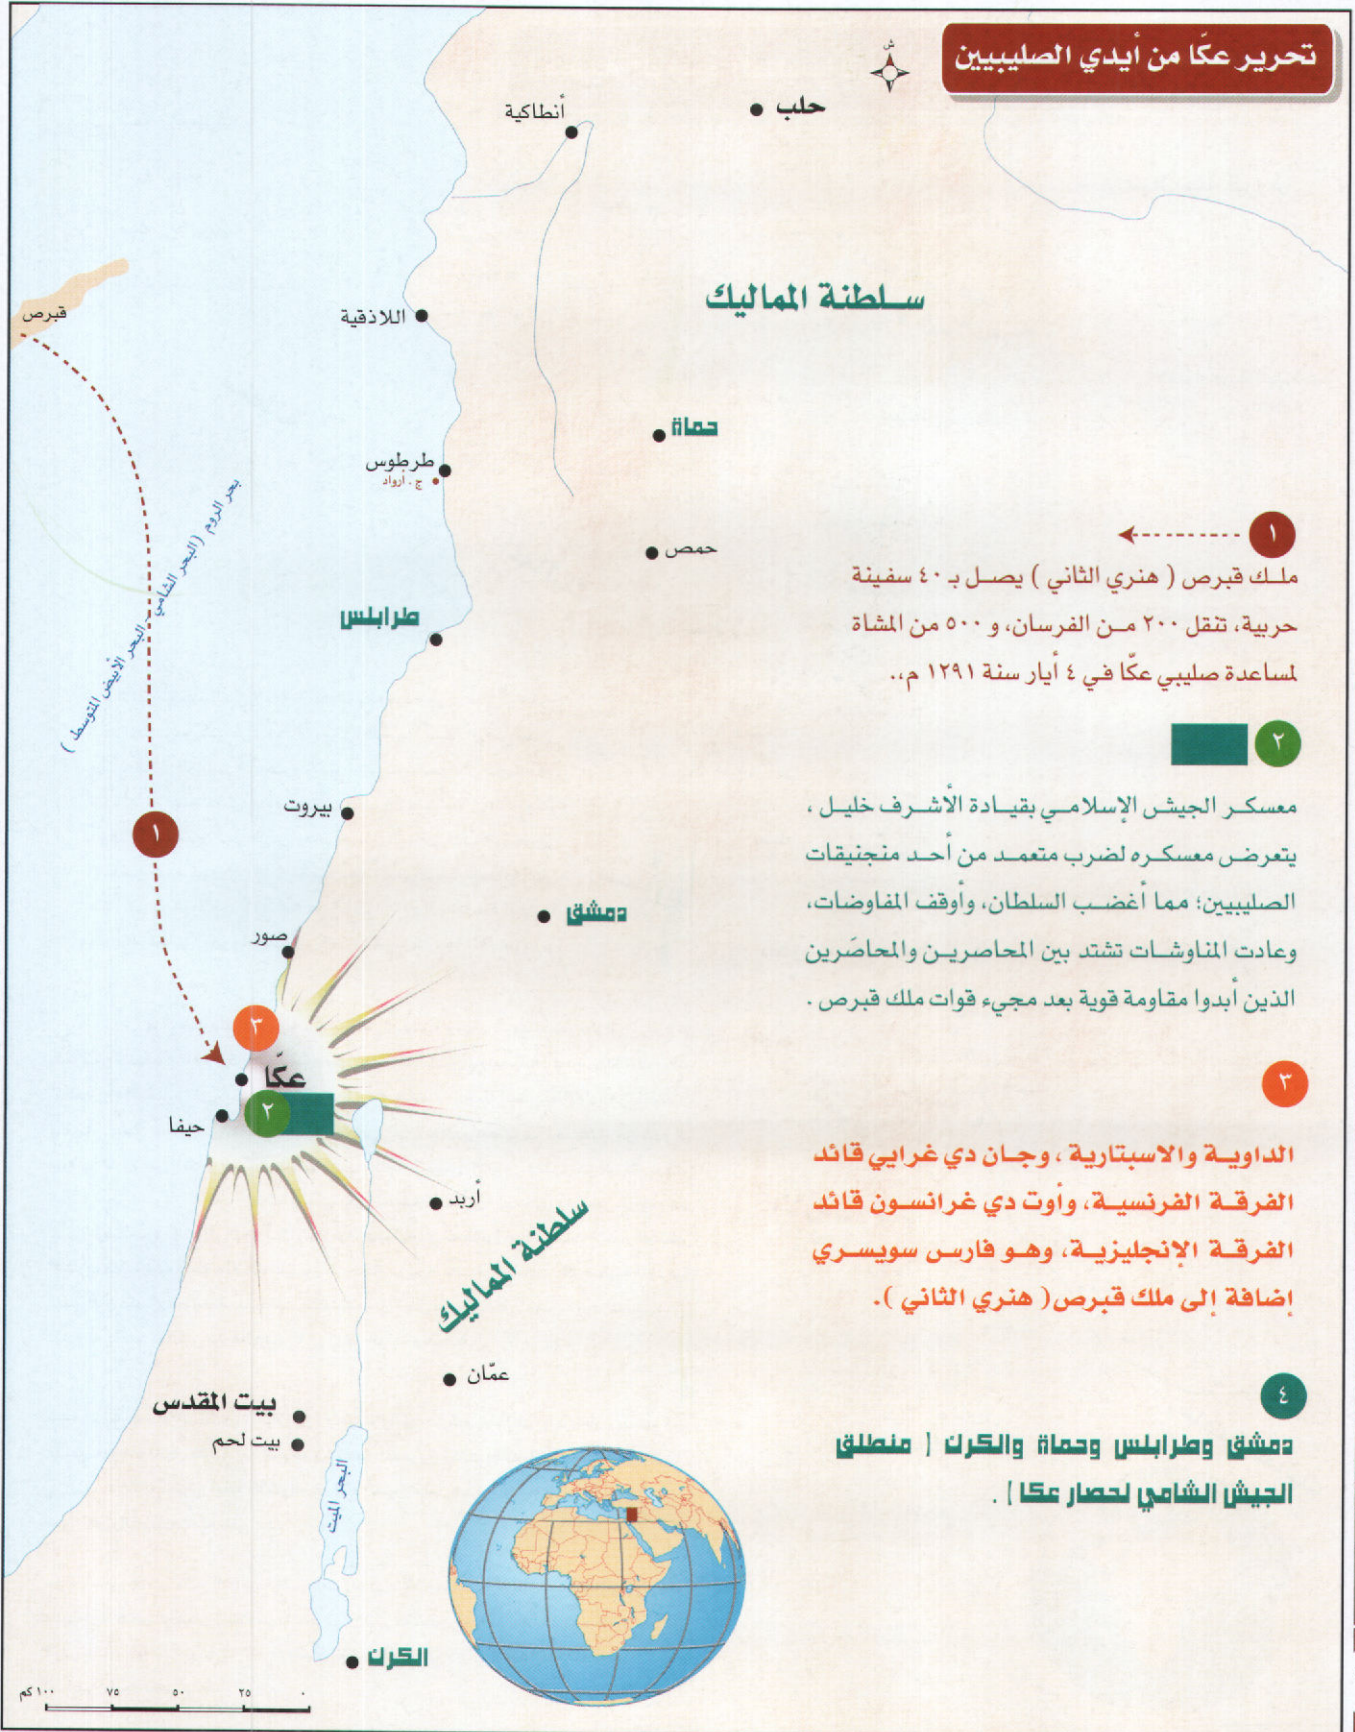 تحرير عكّا من أيدي الصليبيين
ش
حلب
أنطاكية
سلطنة المماليك
قبرص
اللاذقية
حماة
طرطوس
ج. أرواد
حمص
بحر الروم (البحر الشامي - البحر الأبيض المتوسط)
طرابلس
بيروت
١
دمشق
صور
٣
عكّا
٢
حيفا
أربد
سلطنة المماليك
عمّان
بيت المقدس
بيت لحم
البحر الميت
الكرك
١٠٠ كم ٧٥ ٥٠ ٢٥ ٠
١
ملك قبرص ( هنري الثاني ) يصل بـ ٤٠ سفينة
حربية، تنقل ٢٠٠ من الفرسان، و ٥٠٠ من المشاة
لمساعدة صليبي عكّا في ٤ أيار سنة ١٢٩١ م،.
٢
معسكر الجيش الإسلامي بقيادة الأشرف خليل ،
يتعرض معسكره لضرب متعمد من أحد منجنيقات
الصليبيين؛ مما أغضب السلطان، وأوقف المفاوضات،
وعادت المناوشات تشتد بين المحاصرين والمحاصَرين
الذين أبدوا مقاومة قوية بعد مجيء قوات ملك قبرص .
٣
الداوية والاسبتارية ، وجان دي غرايي قائد
الفرقة الفرنسية، وأوت دي غرانسون قائد
الفرقة الإنجليزية، وهو فارس سويسري
إضافة إلى ملك قبرص( هنري الثاني ).
٤
دمشق وطرابلس وحماة والكرك [ منطلق
الجيش الشامي لحصار عكا ] .